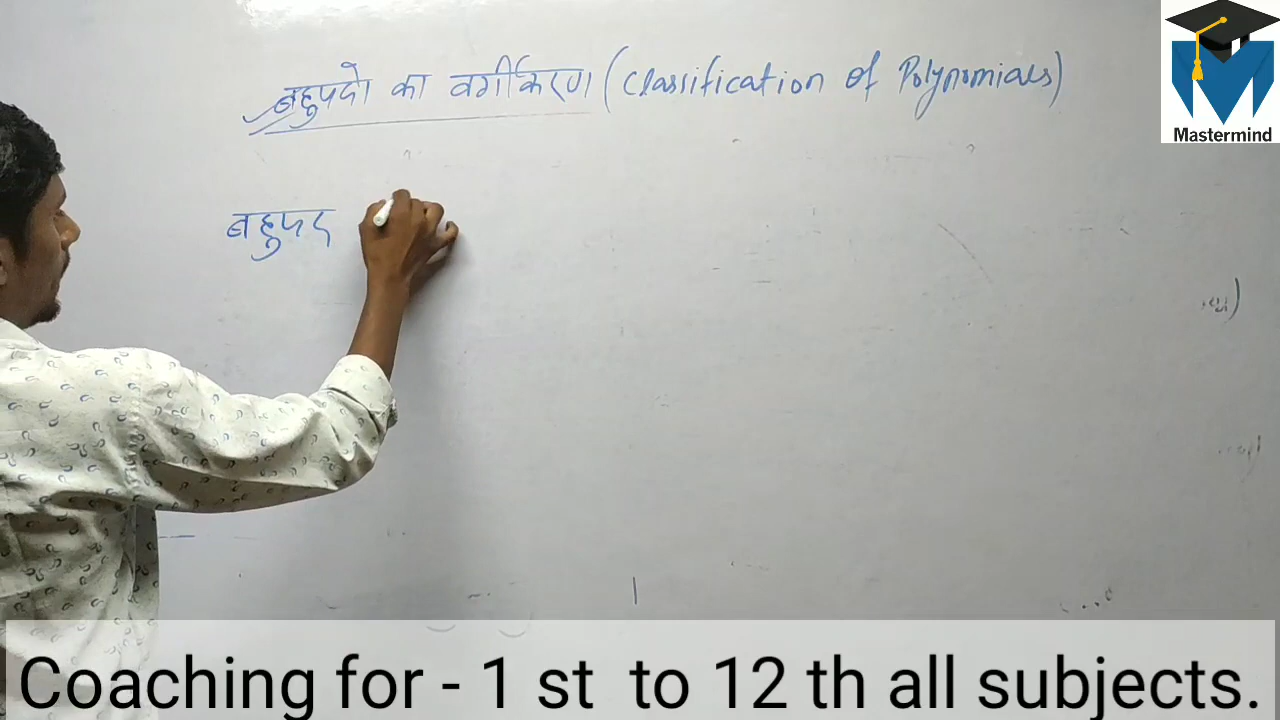 बहुपदो का वर्गीकरण (Classification of Polynomials)
Mastermind
बहुपद
Coaching for - 1 st to 12 th all subjects.